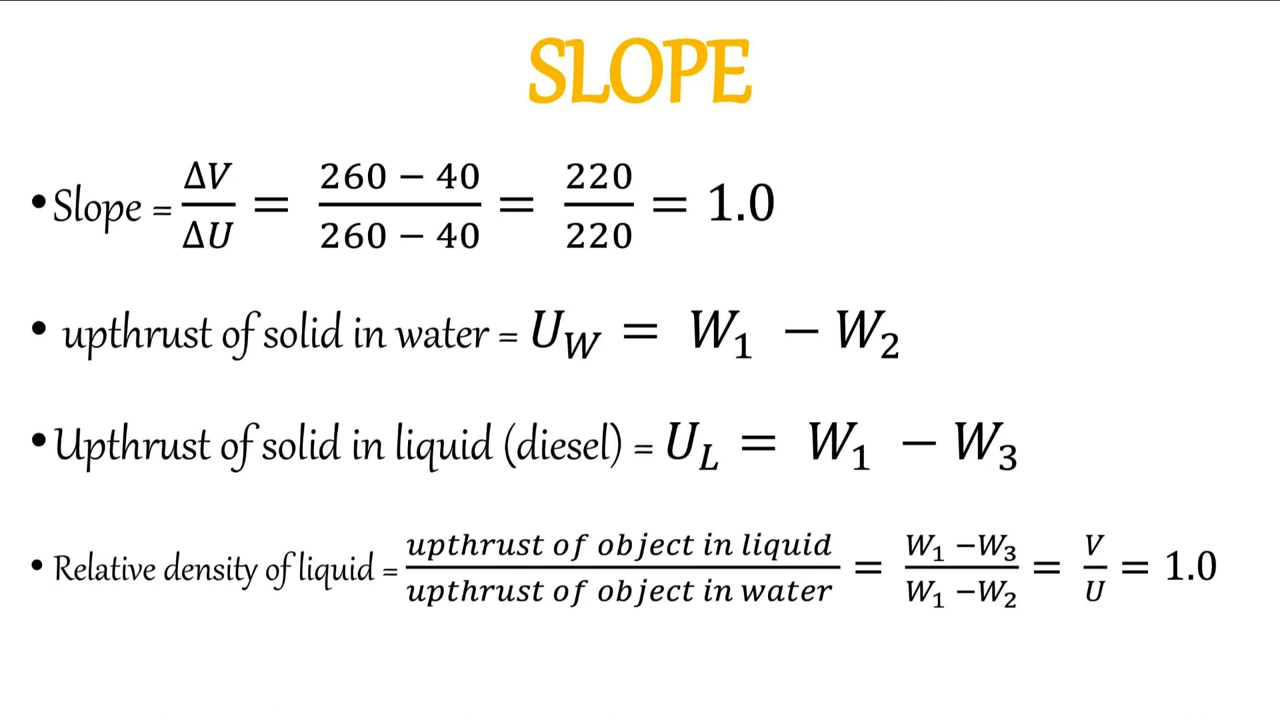 SLOPE
• Slope = ΔV/ΔU = 260 − 40/260 − 40 = 220/220 = 1.0
• upthrust of solid in water = U_W = W₁ − W₂
• Upthrust of solid in liquid (diesel) = U_L = W₁ − W₃
• Relative density of liquid = upthrust of object in liquid/upthrust of object in water = W₁ −W₃/W₁ −W₂ = V/U = 1.0